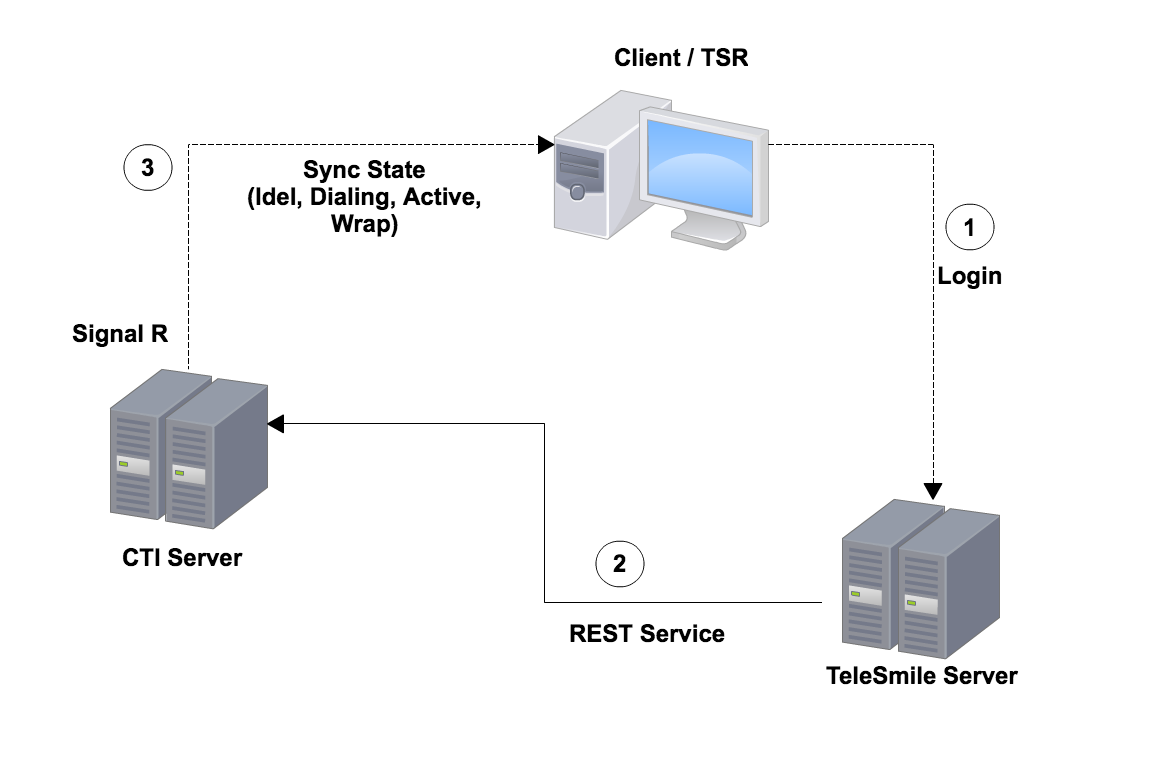 Client / TSR
3
Sync State
(Idel, Dialing, Active,
Wrap)
1
Login
Signal R
CTI Server
2
REST Service
TeleSmile Server